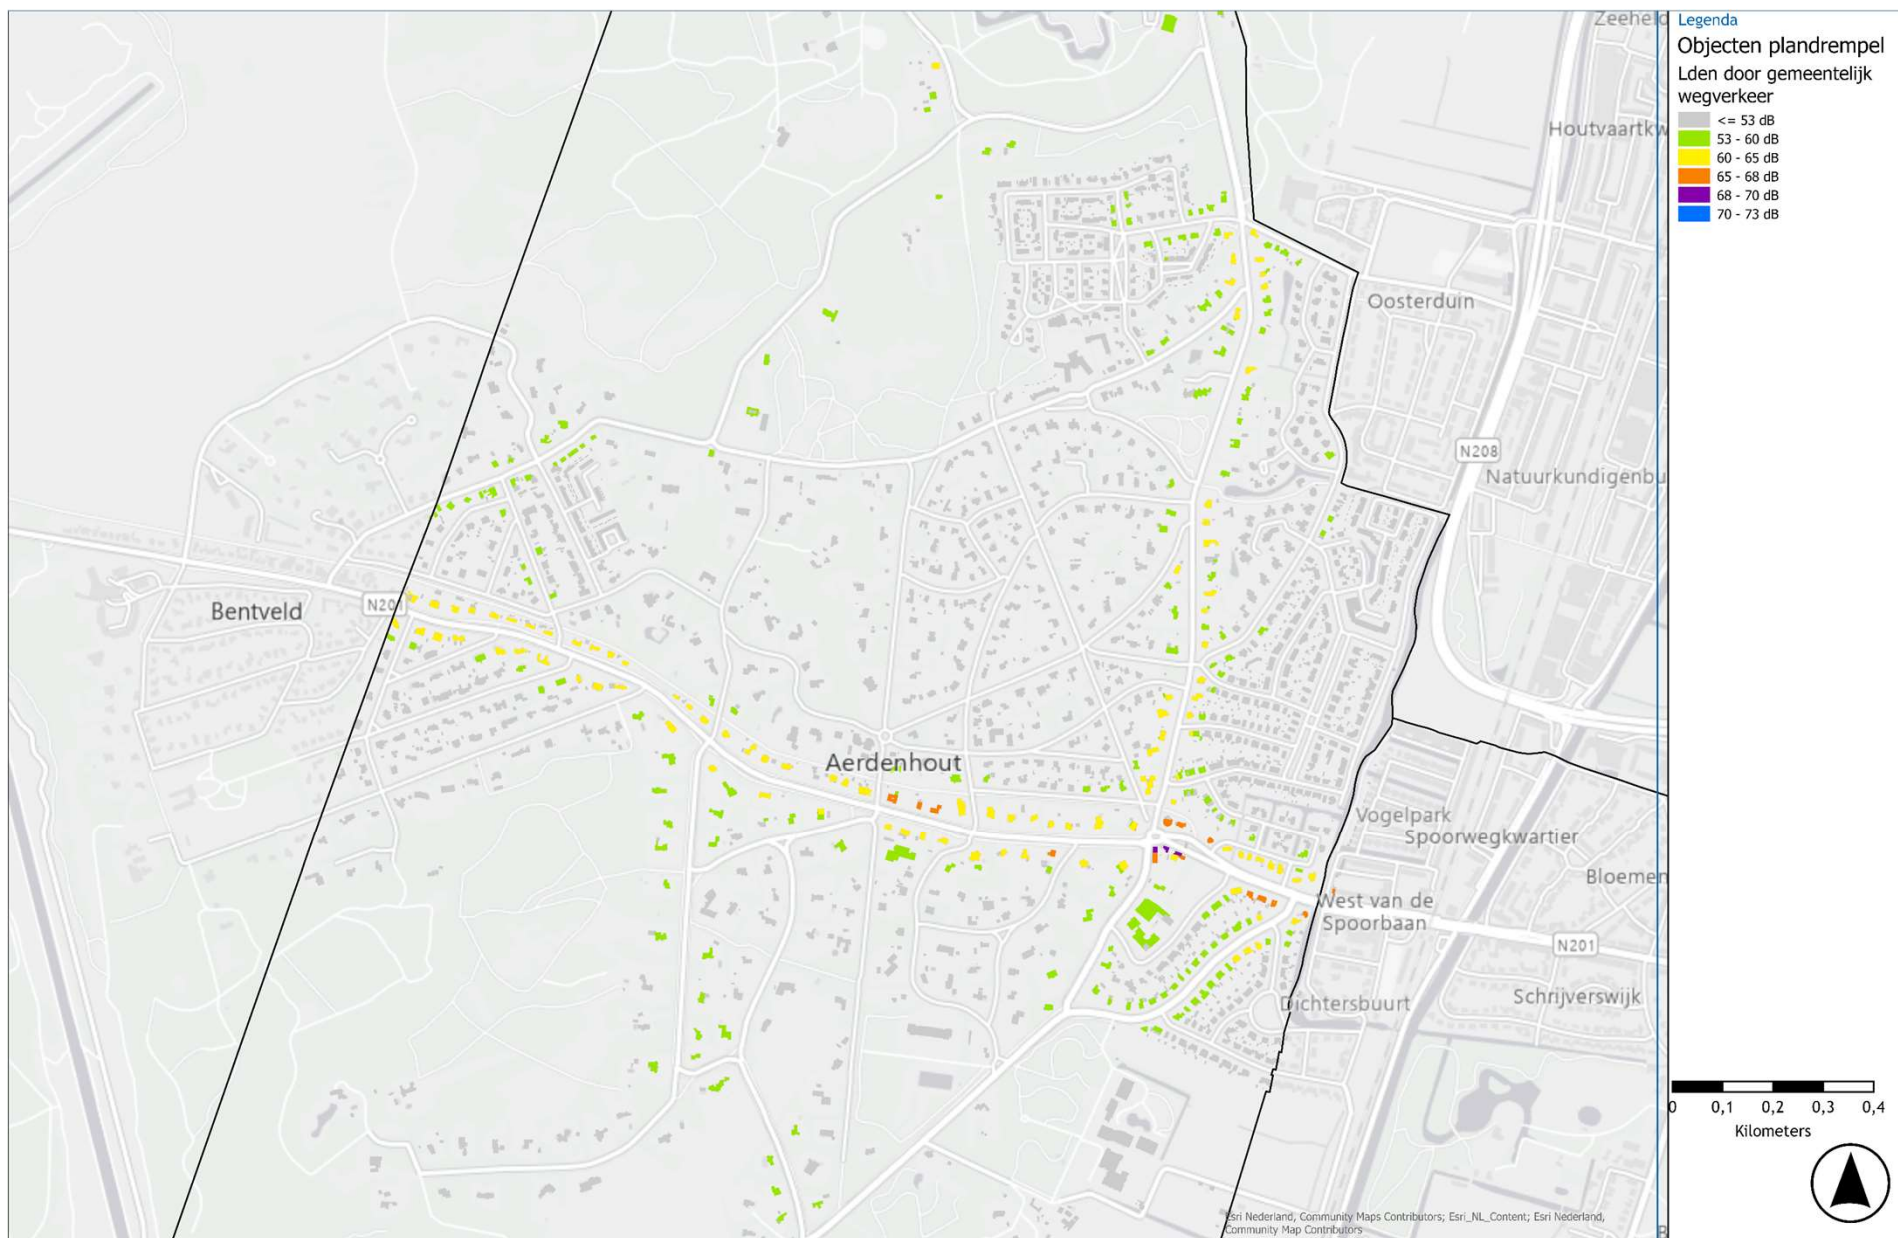 Legenda
Objecten plandrempel
Lden door gemeentelijk
wegverkeer
<= 53 dB
53 - 60 dB
60 - 65 dB
65 - 68 dB
68 - 70 dB
70 - 73 dB
Zeeheld
Houtvaartkw
Oosterduin
N208
Natuurkundigenbu
Bentveld
N201
Aerdenhout
Vogelpark
Spoorwegkwartier
Bloemen
West van de
Spoorbaan
N201
Dichtersbuurt
Schrijverswijk
0 0,1 0,2 0,3 0,4
Kilometers
Esri Nederland, Community Maps Contributors; Esri_NL_Content; Esri Nederland,
Community Map Contributors
B